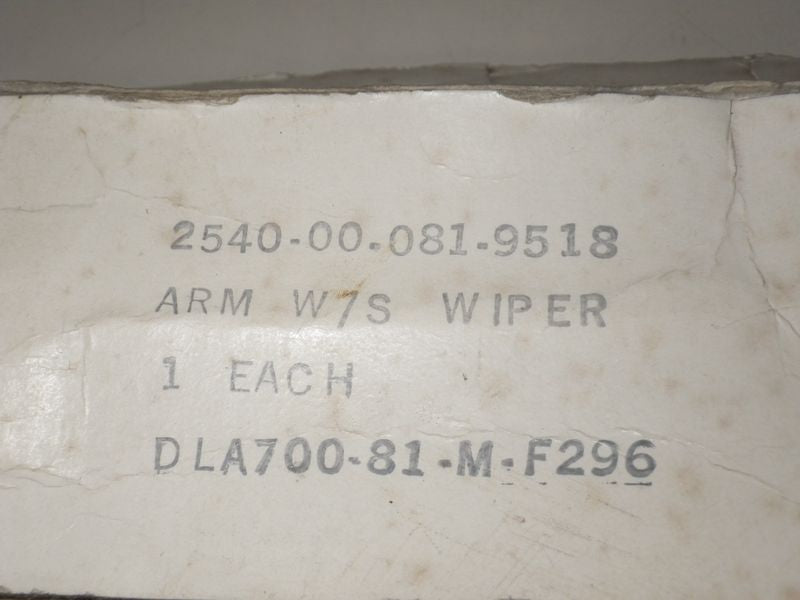 2540-00-081-9518
ARM W/S WIPER
1 EACH
DLA700-81-M-F296